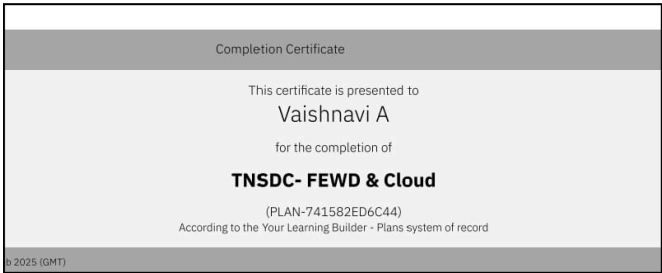 Completion Certificate
This certificate is presented to
Vaishnavi A
for the completion of
TNSDC- FEWD & Cloud
(PLAN-741582ED6C44)
According to the Your Learning Builder - Plans system of record
b 2025 (GMT)